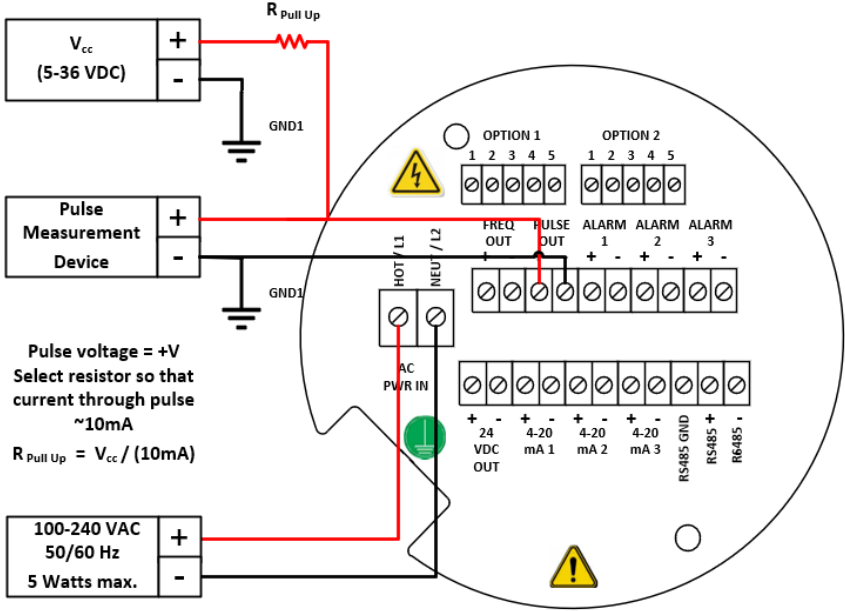 R Pull Up
Vcc
(5-36 VDC)
+
-
GND1
Pulse
Measurement
Device
+
-
GND1
Pulse voltage = +V
Select resistor so that
current through pulse
~10mA
R Pull Up = Vcc / (10mA)
100-240 VAC
50/60 Hz
5 Watts max.
+
-
OPTION 1
1 2 3 4 5
OPTION 2
1 2 3 4 5
FREQ
OUT
+
PULSE
OUT
ALARM
1
+ -
ALARM
2
+ -
ALARM
3
+ -
HOT / L1
NEUT / L2
AC
PWR IN
+ -
24
VDC
OUT
+ -
4-20
mA 1
+ -
4-20
mA 2
+ -
4-20
mA 3
RS485 GND
+
RS485
-
R6485